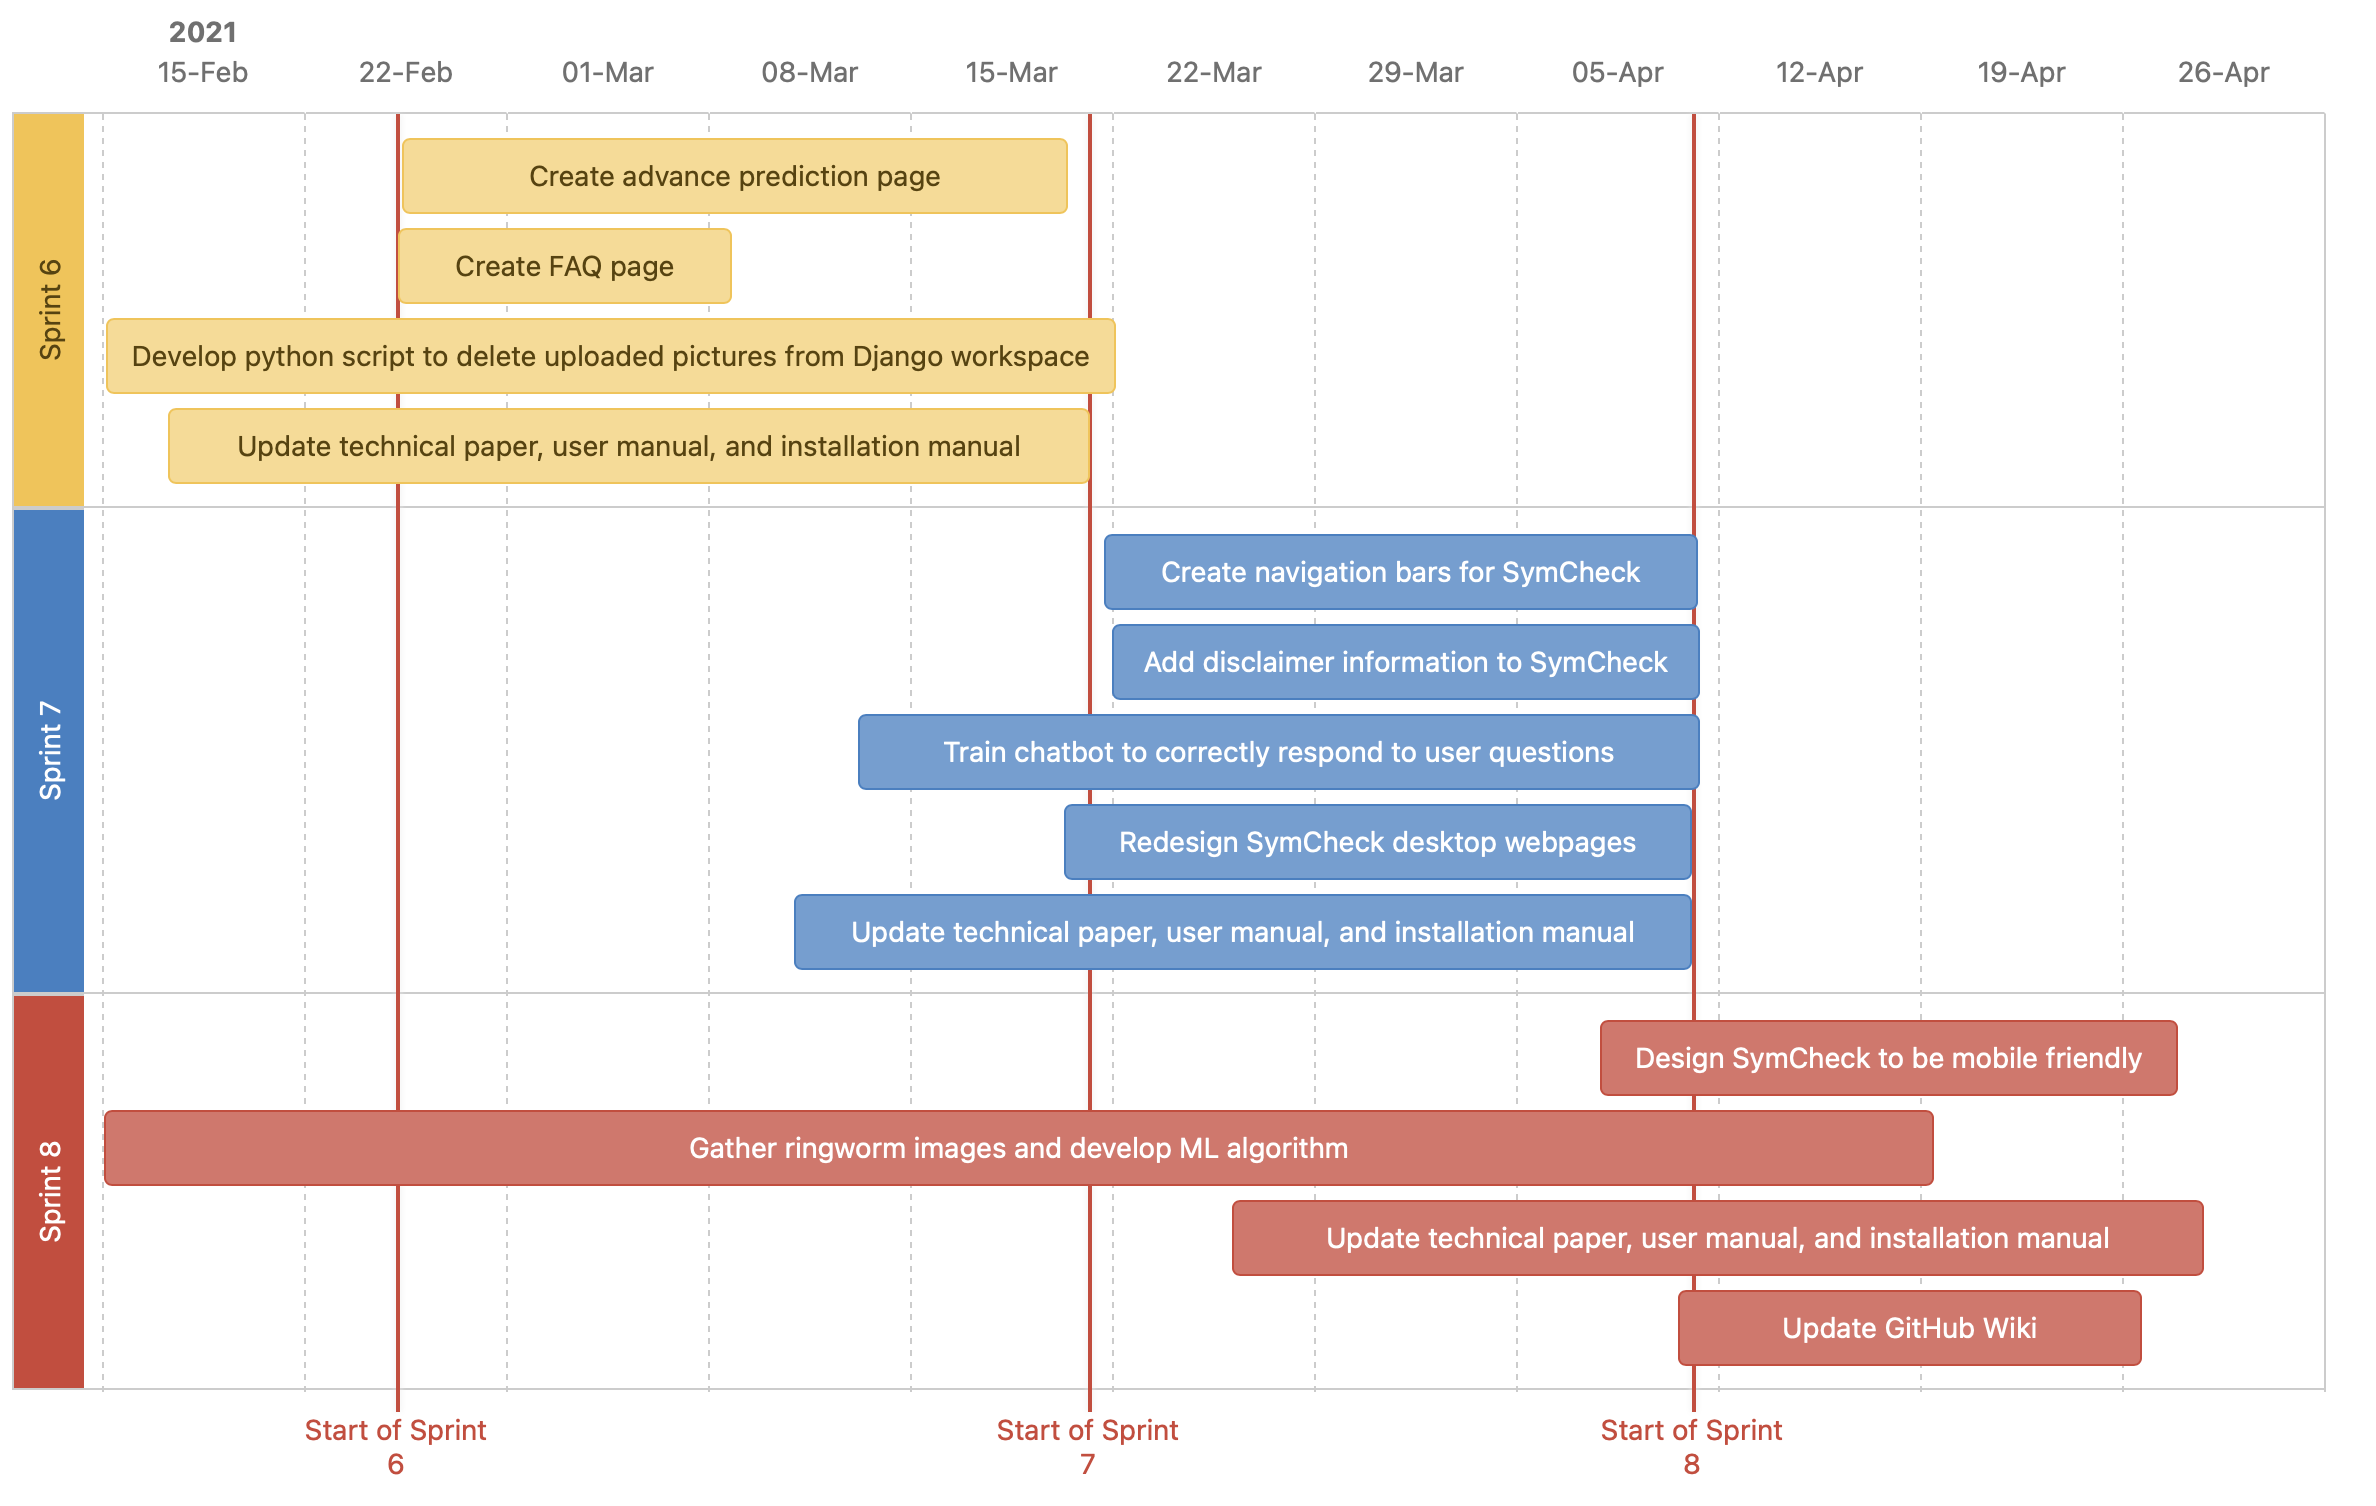 2021
15-Feb 22-Feb 01-Mar 08-Mar 15-Mar 22-Mar 29-Mar 05-Apr 12-Apr 19-Apr 26-Apr
Sprint 6
Create advance prediction page
Create FAQ page
Develop python script to delete uploaded pictures from Django workspace
Update technical paper, user manual, and installation manual
Sprint 7
Create navigation bars for SymCheck
Add disclaimer information to SymCheck
Train chatbot to correctly respond to user questions
Redesign SymCheck desktop webpages
Update technical paper, user manual, and installation manual
Sprint 8
Design SymCheck to be mobile friendly
Gather ringworm images and develop ML algorithm
Update technical paper, user manual, and installation manual
Update GitHub Wiki
Start of Sprint
6
Start of Sprint
7
Start of Sprint
8